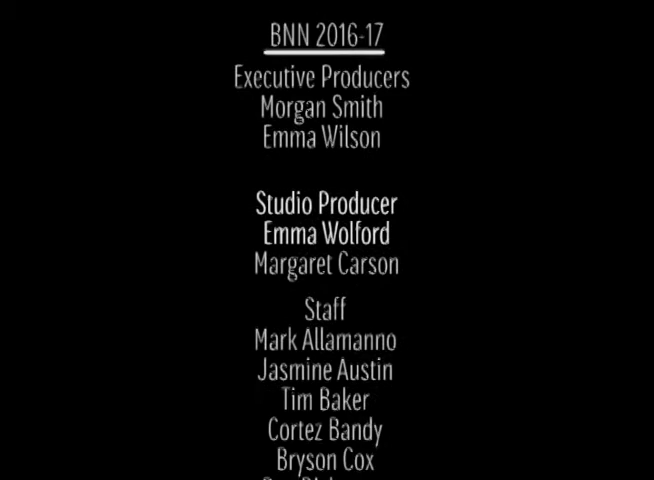 BNN 2016-17
Executive Producers
Morgan Smith
Emma Wilson
Studio Producer
Emma Wolford
Margaret Carson
Staff
Mark Allamanno
Jasmine Austin
Tim Baker
Cortez Bandy
Bryson Cox